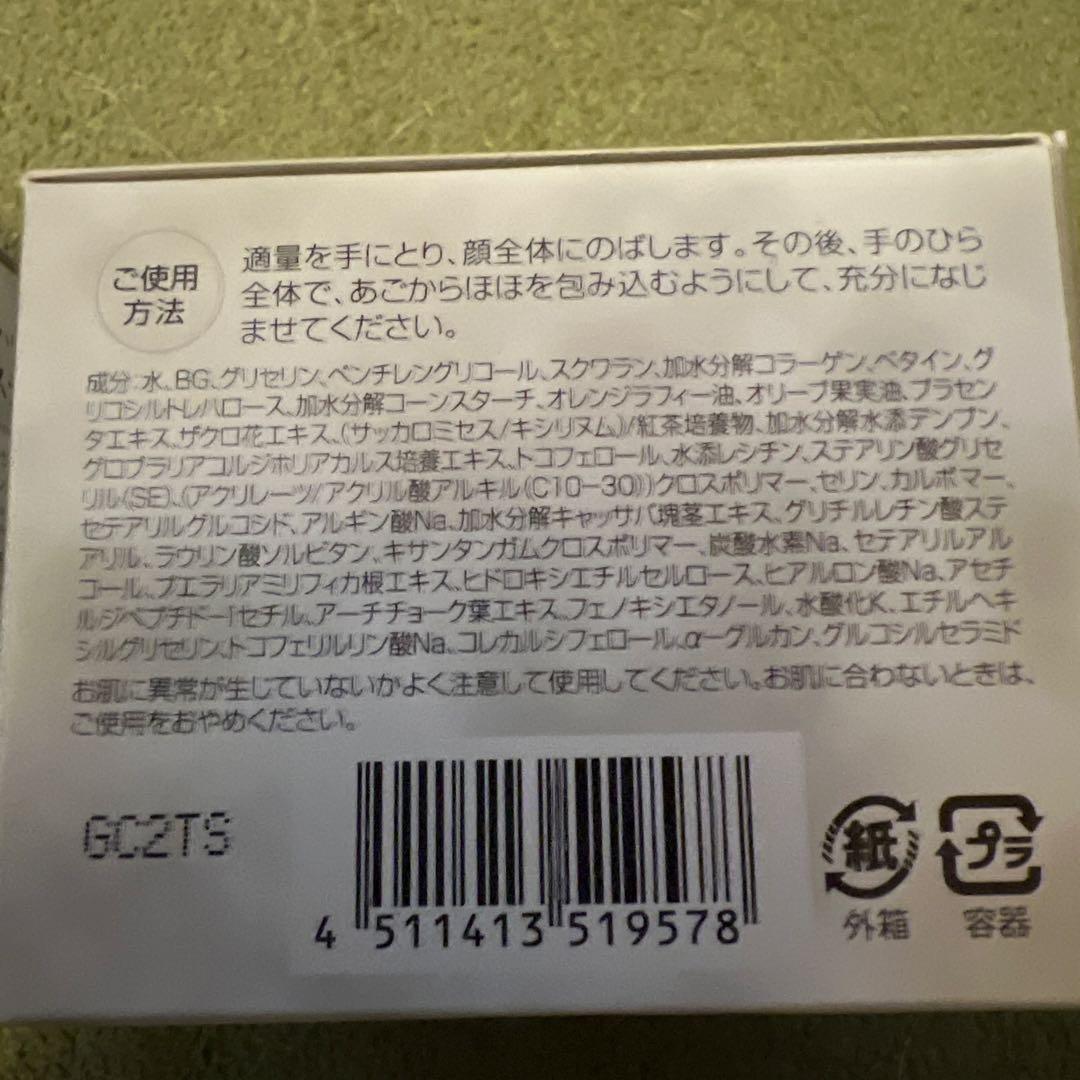 ご使用
方法
適量を手にとり、顔全体にのばします。その後、手のひら
全体で、あごからほほを包み込むようにして、充分になじ
ませてください。
成分:水、BG、グリセリン、ペンチレングリコール、スクワラン、加水分解コラーゲン、ベタイン、グ
リコシルトレハロース、加水分解コーンスターチ、オレンジラフィー油、オリーブ果実油、プラセン
タエキス、ザクロ花エキス、(サッカロミセス/キシリヌム)/紅茶培養物、加水分解水添デンプン、
グロブラリアコルジホリアカルス培養エキス、トコフェロール、水添レシチン、ステアリン酸グリセ
リル(SE)、(アクリレーツ/アクリル酸アルキル(C10-30))クロスポリマー、セリン、カルボマー、
セテアリルグルコシド、アルギン酸Na、加水分解キャッサバ塊茎エキス、グリチルレチン酸ステ
アリル、ラウリン酸ソルビタン、キサンタンガムクロスポリマー、炭酸水素Na、セテアリルアル
コール、プエラリアミリフィカ根エキス、ヒドロキシエチルセルロース、ヒアルロン酸Na、アセチ
ルジペプチド-1セチル、アーチチョーク葉エキス、フェノキシエタノール、水酸化K、エチルヘキ
シルグリセリン、トコフェリルリン酸Na、コレカルシフェロール、α-グルカン、グルコシルセラミド
お肌に異常が生じていないかよく注意して使用してください。お肌に合わないときは、
ご使用をおやめください。
GC2TS
4 511413 519578
紙
外箱
プラ
容器